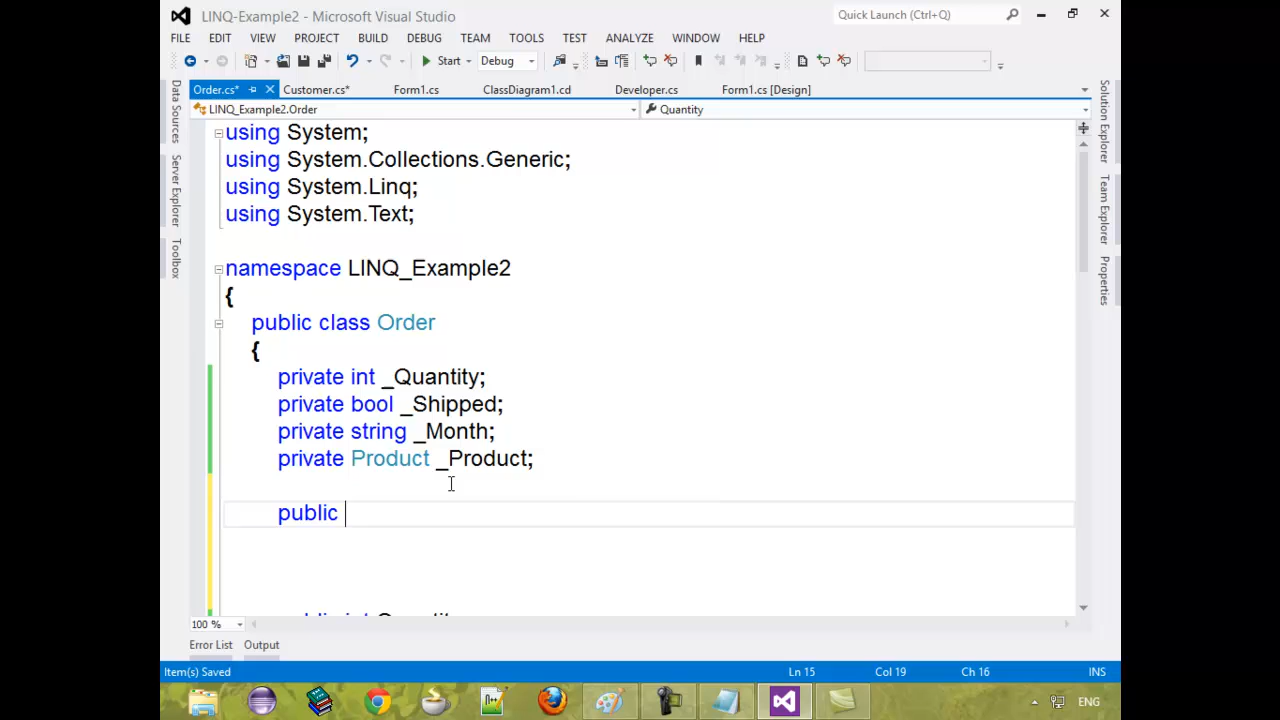 LINQ-Example2 - Microsoft Visual Studio
Quick Launch (Ctrl+Q)
FILE EDIT VIEW PROJECT BUILD DEBUG TEAM TOOLS TEST ANALYZE WINDOW HELP
Start Debug
Order.cs* Customer.cs* Form1.cs ClassDiagram1.cd Developer.cs Form1.cs [Design]
LINQ_Example2.Order Quantity
Data Sources
Server Explorer
Toolbox
using System;
using System.Collections.Generic;
using System.Linq;
using System.Text;
namespace LINQ_Example2
{
public class Order
{
private int _Quantity;
private bool _Shipped;
private string _Month;
private Product _Product;
public
Solution Explorer
Team Explorer
Properties
100 %
Error List Output
Item(s) Saved Ln 15 Col 19 Ch 16 INS
ENG